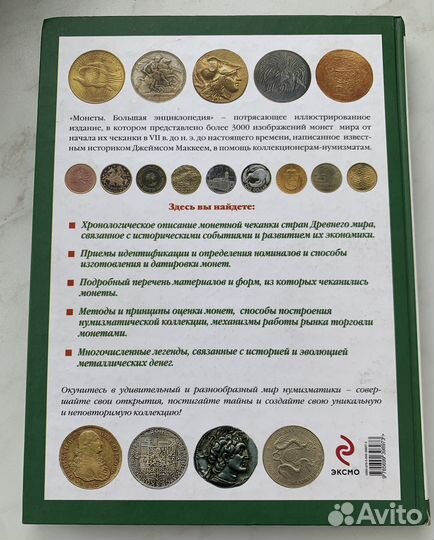 «Монеты. Большая энциклопедия» – потрясающее иллюстрированное
издание, в котором представлено более 3000 изображений монет мира от
начала их чеканки в VII в. до н. э. до настоящего времени, написанное извест-
ным историком Джеймсом Маккеем, в помощь коллекционерам-нумизматам.
Здесь вы найдете:
Хронологическое описание монетной чеканки стран Древнего мира,
связанное с историческими событиями и развитием их экономики.
Приемы идентификации и определения номиналов и способы
изготовления и датировки монет.
Подробный перечень материалов и форм, из которых чеканились
монеты.
Методы и принципы оценки монет, способы построения
нумизматической коллекции, механизмы работы рынка торговли
монетами.
Многочисленные легенды, связанные с историей и эволюцией
металлических денег.
Окунитесь в удивительный и разнообразный мир нумизматики – совер-
шайте свои открытия, постигайте тайны и создайте свою уникальную
и неповторимую коллекцию!
ЭКСМО
Avito